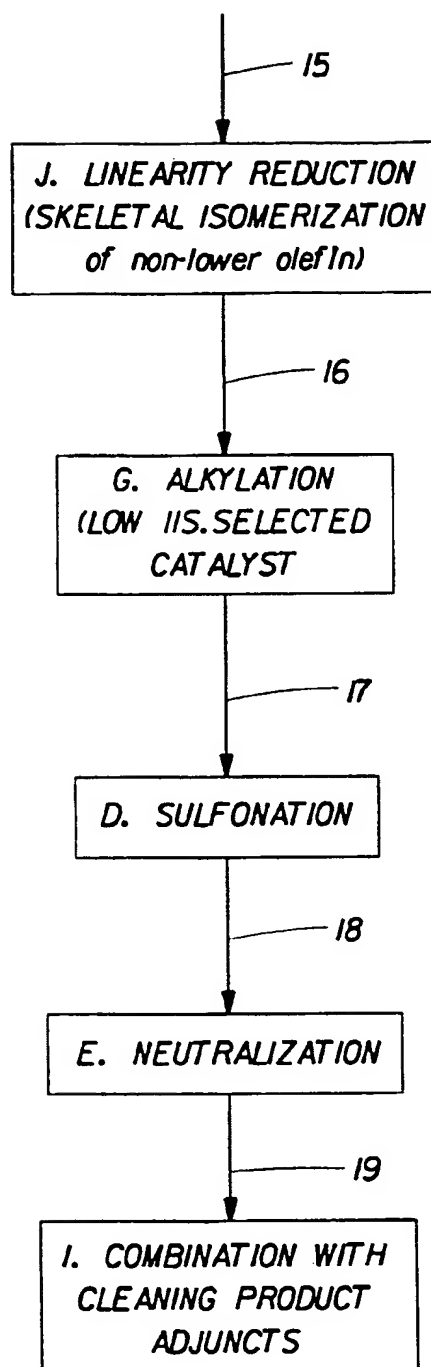 15
J. LINEARITY REDUCTION
(SKELETAL ISOMERIZATION
of non-lower olefin)
16
G. ALKYLATION
(LOW IIS.SELECTED
CATALYST
17
D. SULFONATION
18
E. NEUTRALIZATION
19
I. COMBINATION WITH
CLEANING PRODUCT
ADJUNCTS